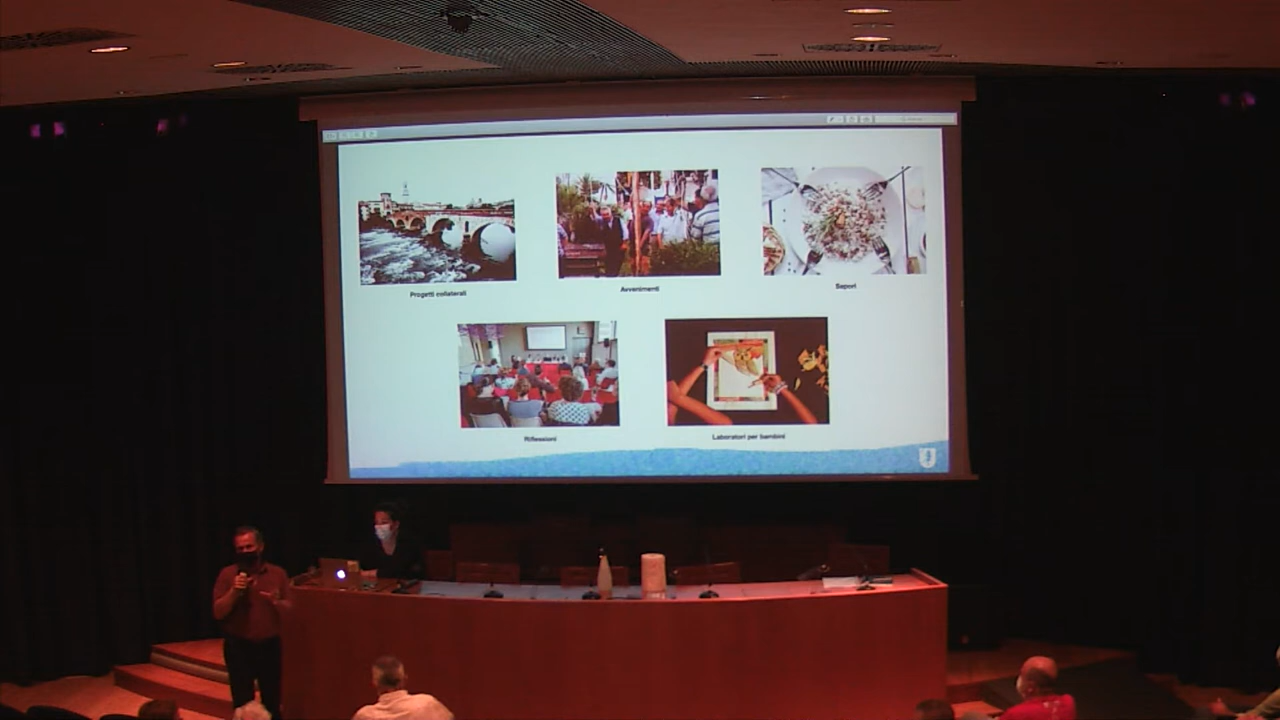 Progetti collaterali
Avvenimenti
Sapori
Riflessioni
Laboratori per bambini